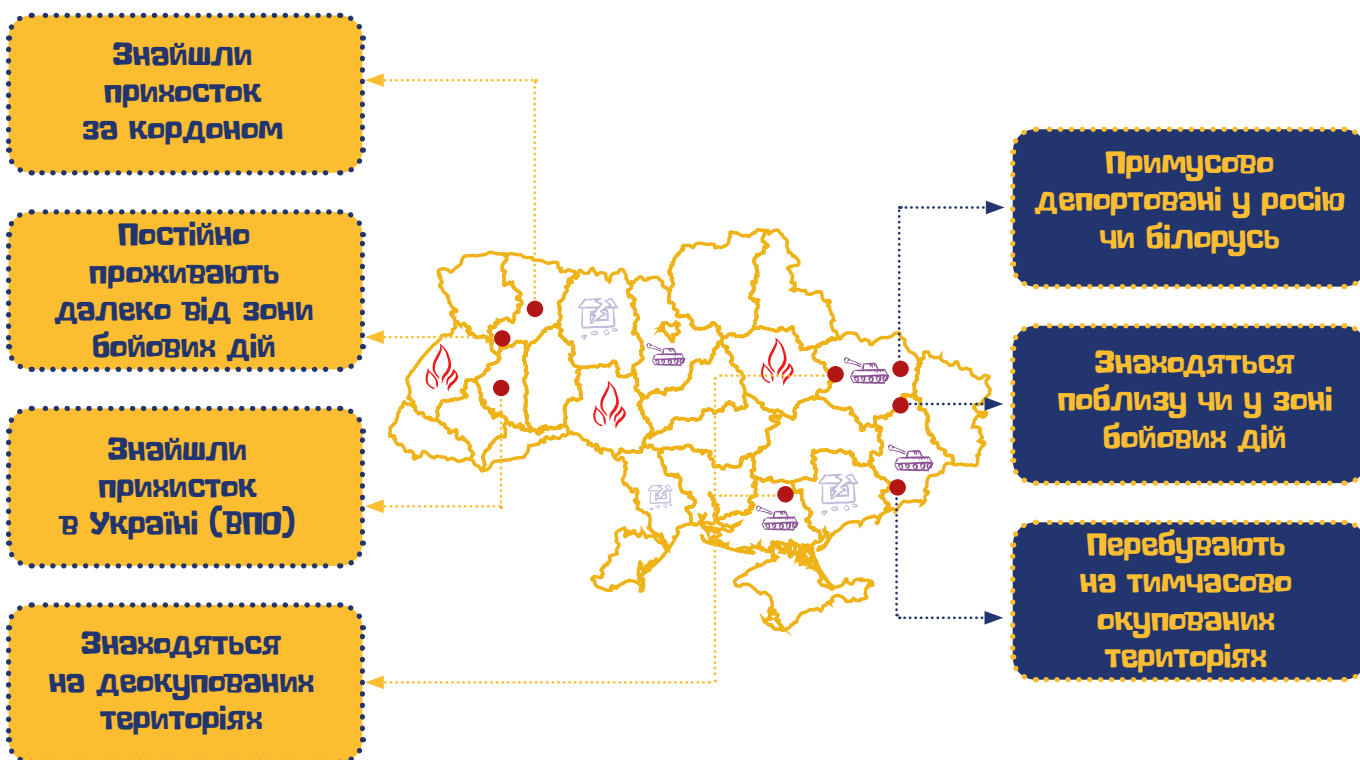 Знайшли
прихосток
за кордоном
Постійно
проживають
далеко від зони
бойових дій
Знайшли
прихисток
в Україні (ВПО)
Знаходяться
на деокупованих
територіях
Примусово
депортовані у росію
чи білорусь
Знаходяться
поблизу чи у зоні
бойових дій
Перебувають
на тимчасово
окупованих
територіях